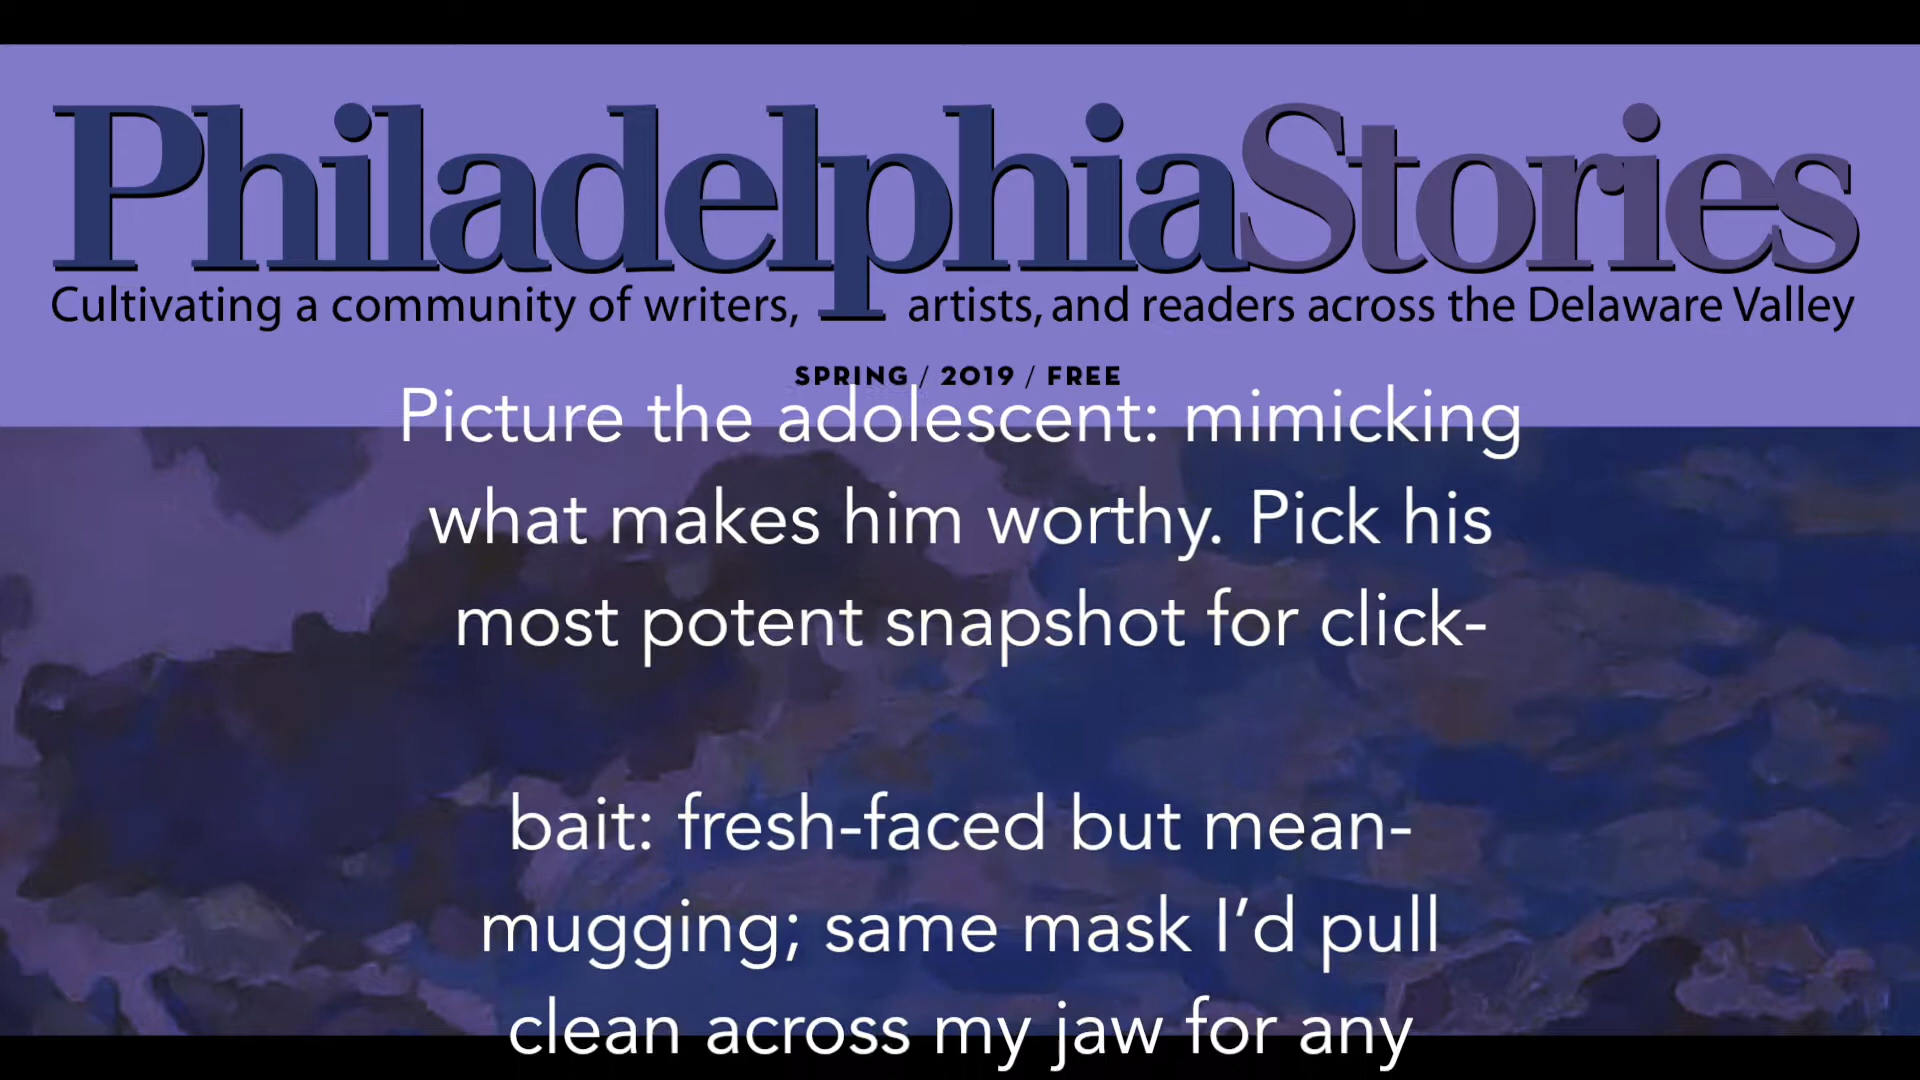 PhiladelphiaStories
Cultivating a community of writers, artists, and readers across the Delaware Valley
SPRING / 2019 / FREE
Picture the adolescent: mimicking
what makes him worthy. Pick his
most potent snapshot for click-
bait: fresh-faced but mean-
mugging; same mask I’d pull
clean across my jaw for any